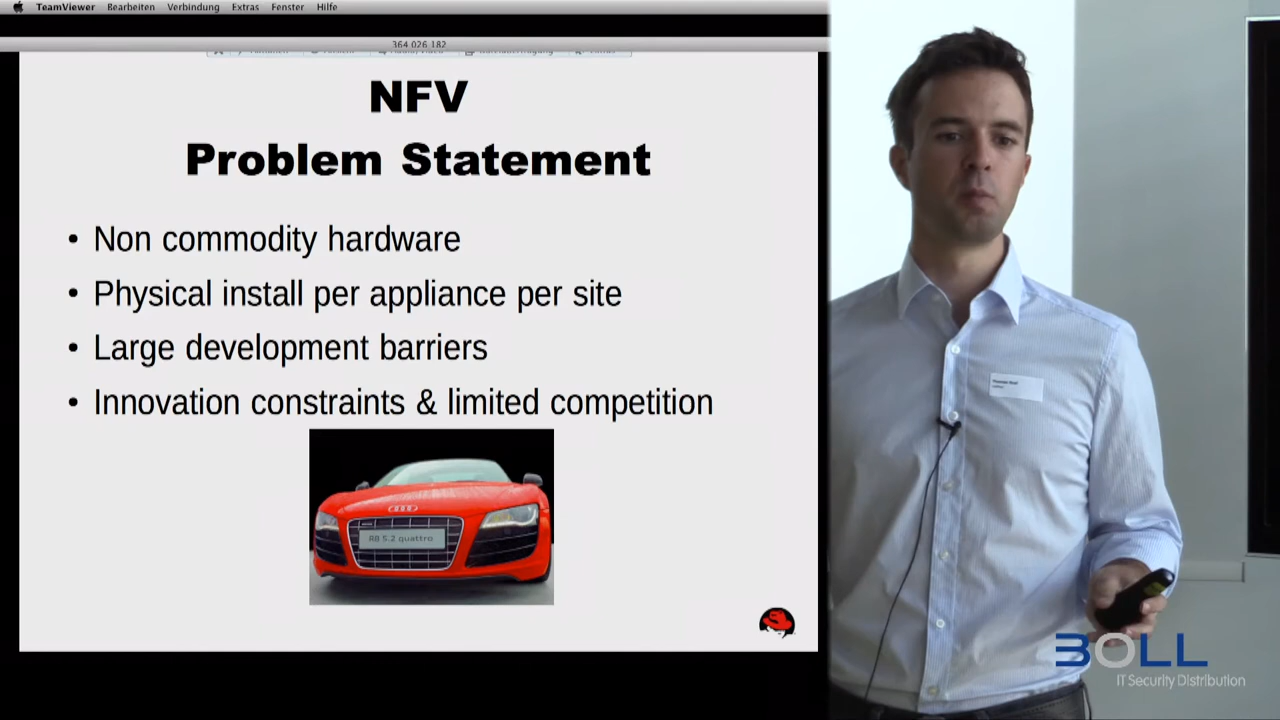 TeamViewer Bearbeiten Verbindung Extras Fenster Hilfe
364 026 182
NFV
Problem Statement
• Non commodity hardware
• Physical install per appliance per site
• Large development barriers
• Innovation constraints & limited competition
R8 5.2 quattro
BOLL
IT Security Distribution